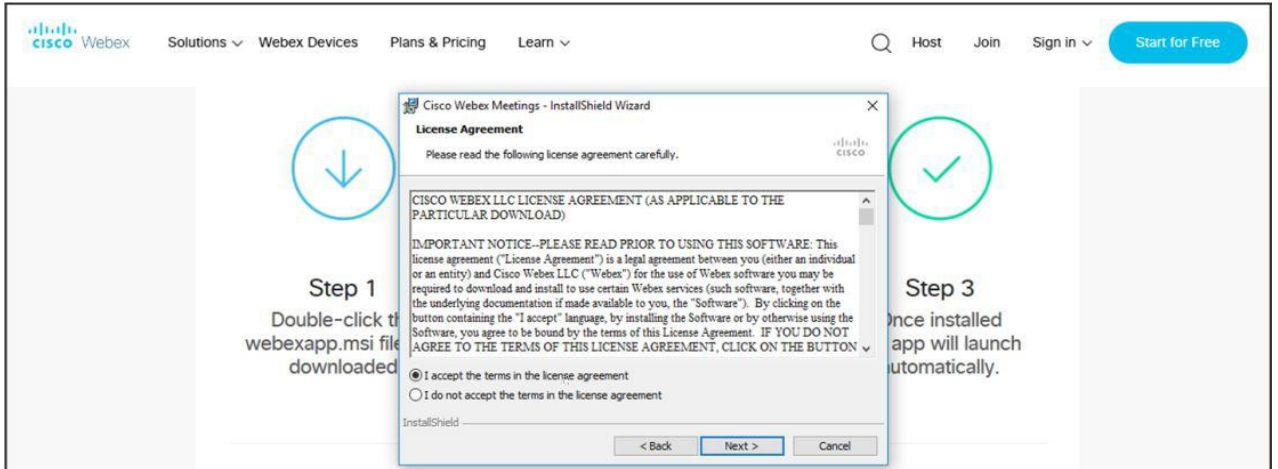 CISCO Webex Solutions Webex Devices Plans & Pricing Learn Host Join Sign in Start for Free
Cisco Webex Meetings - InstallShield Wizard
License Agreement
Please read the following license agreement carefully.
CISCO
CISCO WEBEX LLC LICENSE AGREEMENT (AS APPLICABLE TO THE
PARTICULAR DOWNLOAD)
IMPORTANT NOTICE--PLEASE READ PRIOR TO USING THIS SOFTWARE: This
license agreement ("License Agreement") is a legal agreement between you (either an individual
or an entity) and Cisco Webex LLC ("Webex") for the use of Webex software you may be
required to download and install to use certain Webex services (such software, together with
the underlying documentation if made available to you, the "Software"). By clicking on the
button containing the "I accept" language, by installing the Software or by otherwise using the
Software, you agree to be bound by the terms of this License Agreement. IF YOU DO NOT
AGREE TO THE TERMS OF THIS LICENSE AGREEMENT, CLICK ON THE BUTTON
I accept the terms in the license agreement
I do not accept the terms in the license agreement
InstallShield
< Back Next > Cancel
Step 1
Double-click
webexapp.msi file
downloaded
Step 3
installed
app will launch